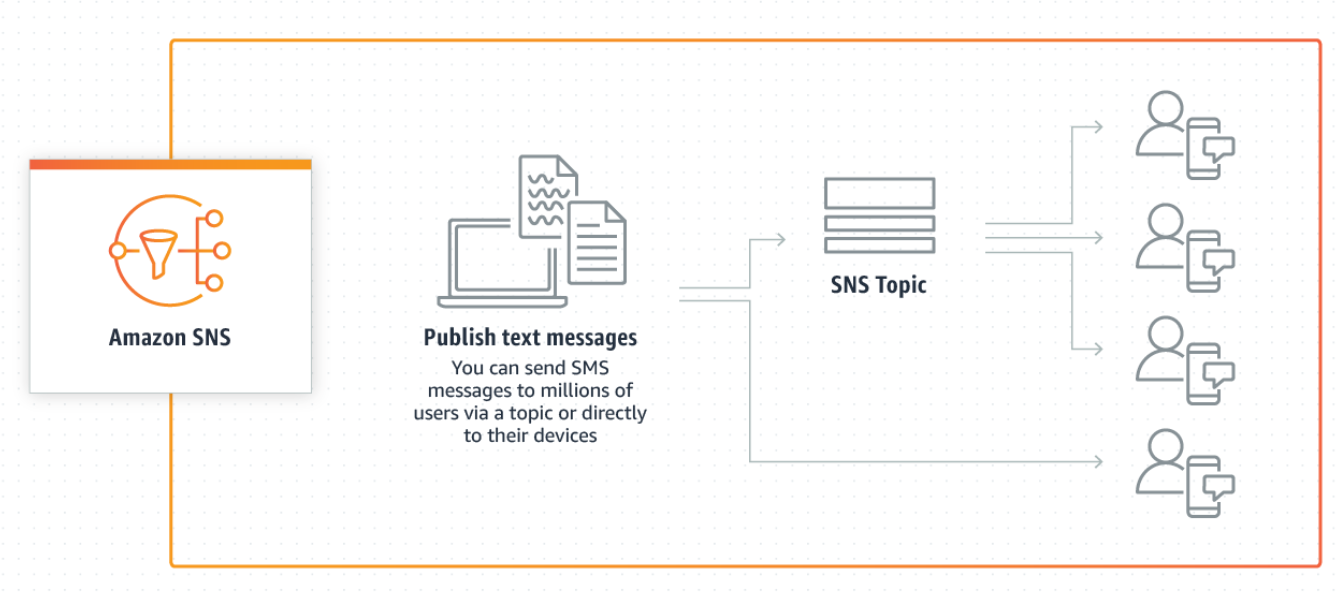 Amazon SNS
Publish text messages
You can send SMS
messages to millions of
users via a topic or directly
to their devices
SNS Topic